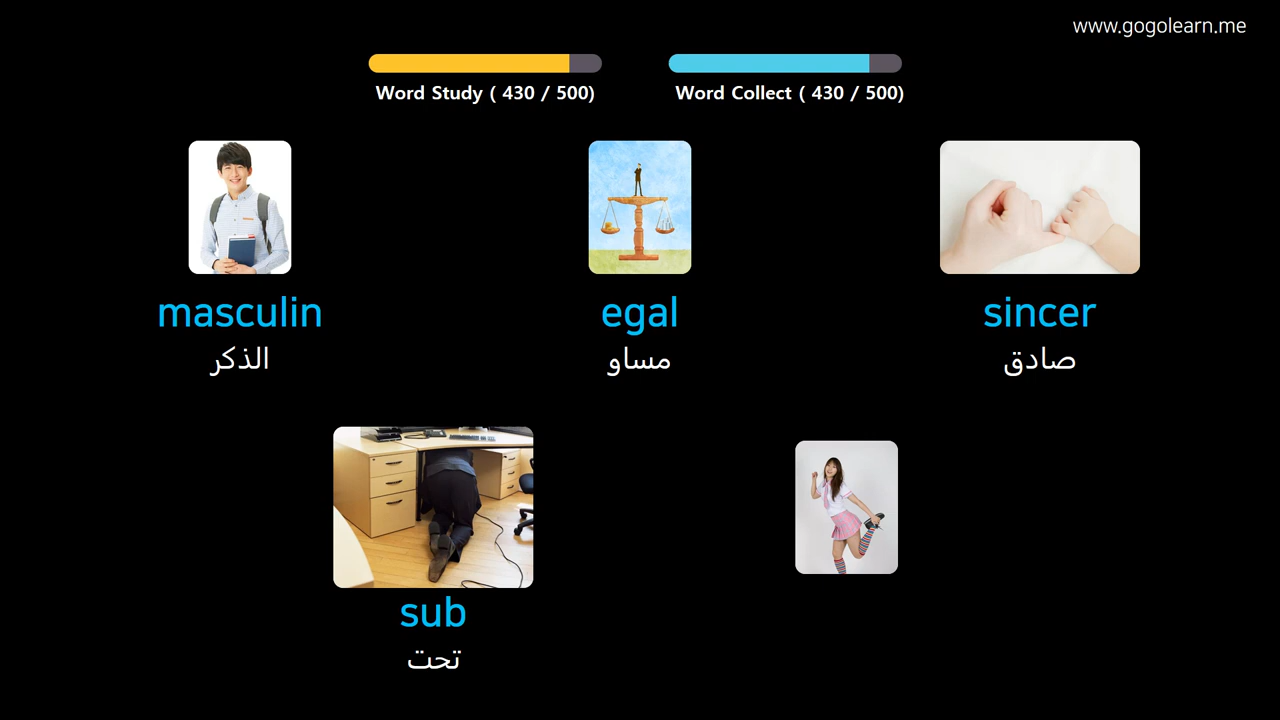 www.gogolearn.me
Word Study ( 430 / 500)
Word Collect ( 430 / 500)
masculin
الذكر
egal
مساو
sincer
صادق
sub
تحت